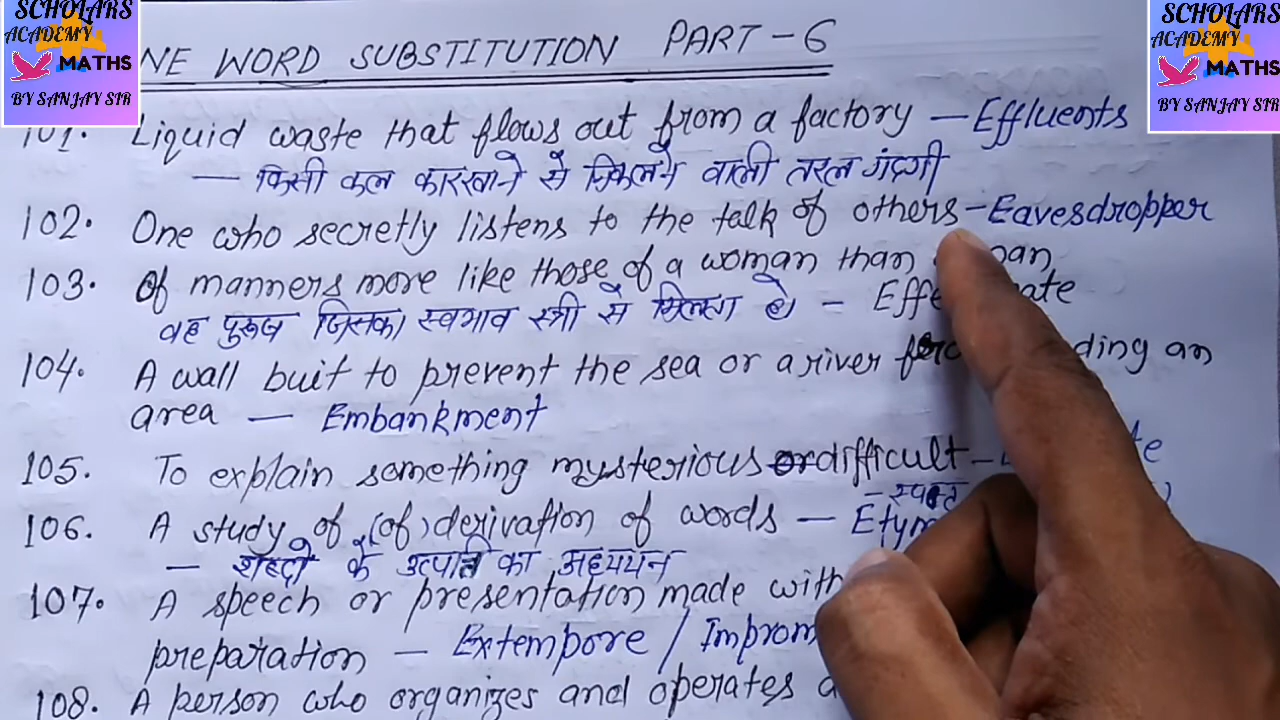 SCHOLARS
ACADEMY
MATHS
BY SANJAY SIR
SCHOLARS
ACADEMY
MATHS
BY SANJAY SIR
NE WORD SUBSTITUTION PART-6
101. Liquid waste that flows out from a factory — Effluents
— किसी कल कारखाने से निकलने वाली तरल गंदगी
102. One who secretly listens to the talk of others - Eavesdropper
103. Of manners more like those of a woman than
वह पुरूष जिसका स्वभाव स्त्री से मिलता है। -
104. A wall buit to prevent the sea or a river an
area — Embankment
105. To explain something mysterious or difficult -
106. A study of (of) derivation of words —
— शब्दों के उत्पति का अध्ययन
107. A speech or presentation made
preparation — Extempore /
108. A person who organizes and operates